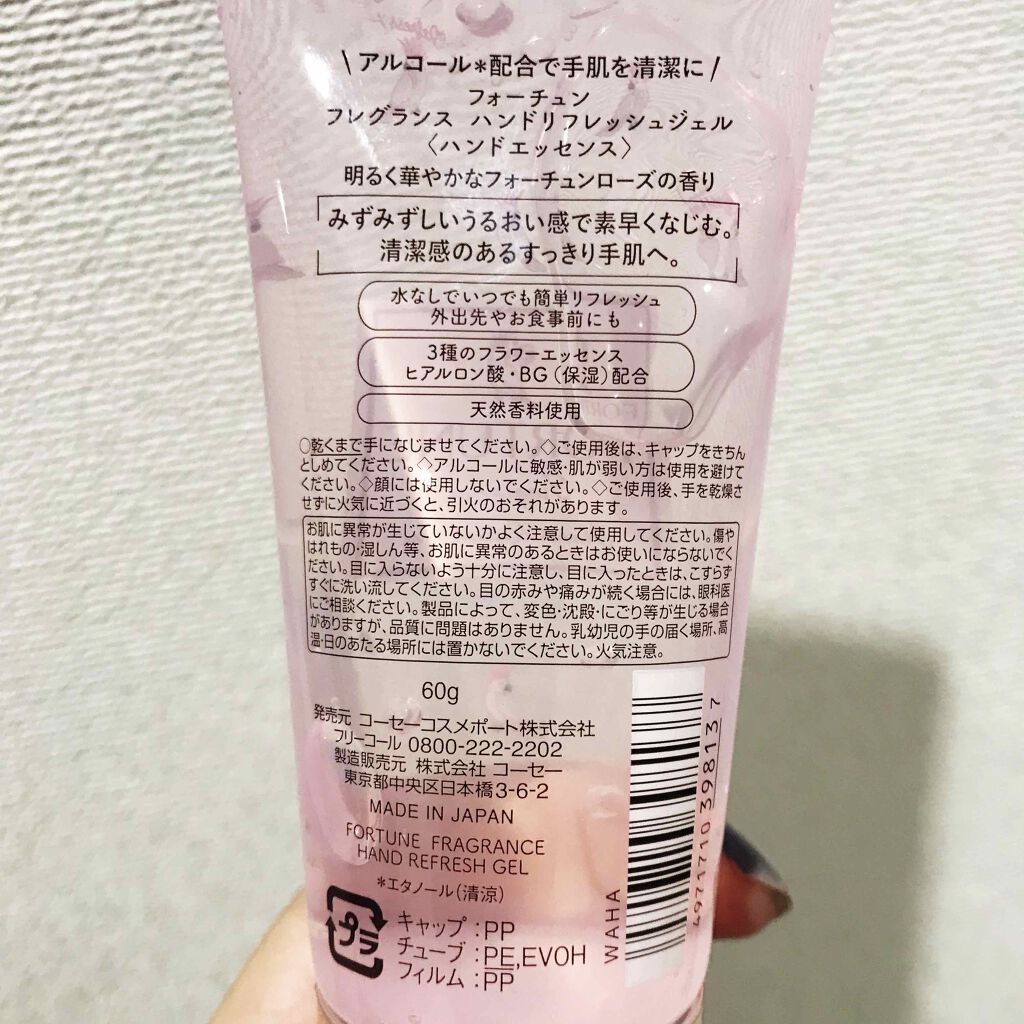 \ アルコール*配合で手肌を清潔に /
フォーチュン
フレグランス ハンドリフレッシュジェル
〈ハンドエッセンス〉
明るく華やかなフォーチュンローズの香り
みずみずしいうるおい感で素早くなじむ。
清潔感のあるすっきり手肌へ。
水なしでいつでも簡単リフレッシュ
外出先やお食事前にも
3種のフラワーエッセンス
ヒアルロン酸・BG(保湿)配合
天然香料使用
○乾くまで手になじませてください。◇ご使用後は、キャップをきちん
としめてください。◇アルコールに敏感・肌が弱い方は使用を避けて
ください。◇顔には使用しないでください。◇ご使用後、手を乾燥さ
せずに火気に近づくと、引火のおそれがあります。
お肌に異常が生じていないかよく注意して使用してください。傷や
はれもの・湿しん等、お肌に異常のあるときはお使いにならないでく
ださい。目に入らないよう十分に注意し、目に入ったときは、こすらず
すぐに洗い流してください。目の赤みや痛みが続く場合には、眼科医
にご相談ください。製品によって、変色・沈殿・にごり等が生じる場合
がありますが、品質に問題はありません。乳幼児の手の届く場所、高
温・日のあたる場所には置かないでください。火気注意。
60g
発売元 コーセーコスメポート株式会社
フリーコール 0800-222-2202
製造販売元 株式会社 コーセー
東京都中央区日本橋3-6-2
MADE IN JAPAN
FORTUNE FRAGRANCE
HAND REFRESH GEL
*エタノール(清涼)
プラ
キャップ:PP
チューブ:PE,EVOH
フィルム:PP
WAHA
4971710 398137